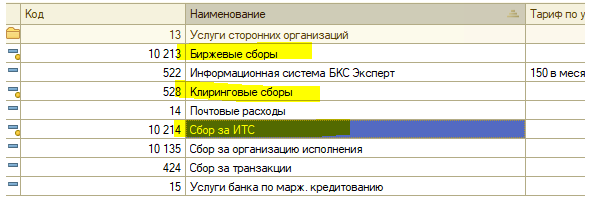 Код Наименование Тариф по у
13 Услуги сторонних организаций
10 213 Биржевые сборы
522 Информационная система БКС Эксперт 150 в меся
528 Клиринговые сборы
14 Почтовые расходы
10 214 Сбор за ИТС
10 135 Сбор за организацию исполнения
424 Сбор за транзакции
15 Услуги банка по марж. кредитованию